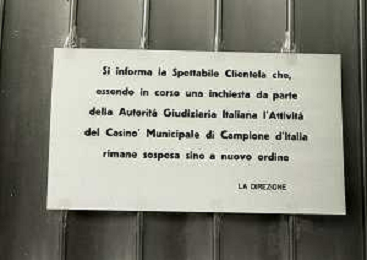 Si informa la Spettabile Clientela che,
essendo in corso una inchiesta da parte
della Autorità Giudiziaria Italiana l'Attività
del Casino' Municipale di Campione d'Italia
rimane sospesa sino a nuovo ordine
LA DIREZIONE